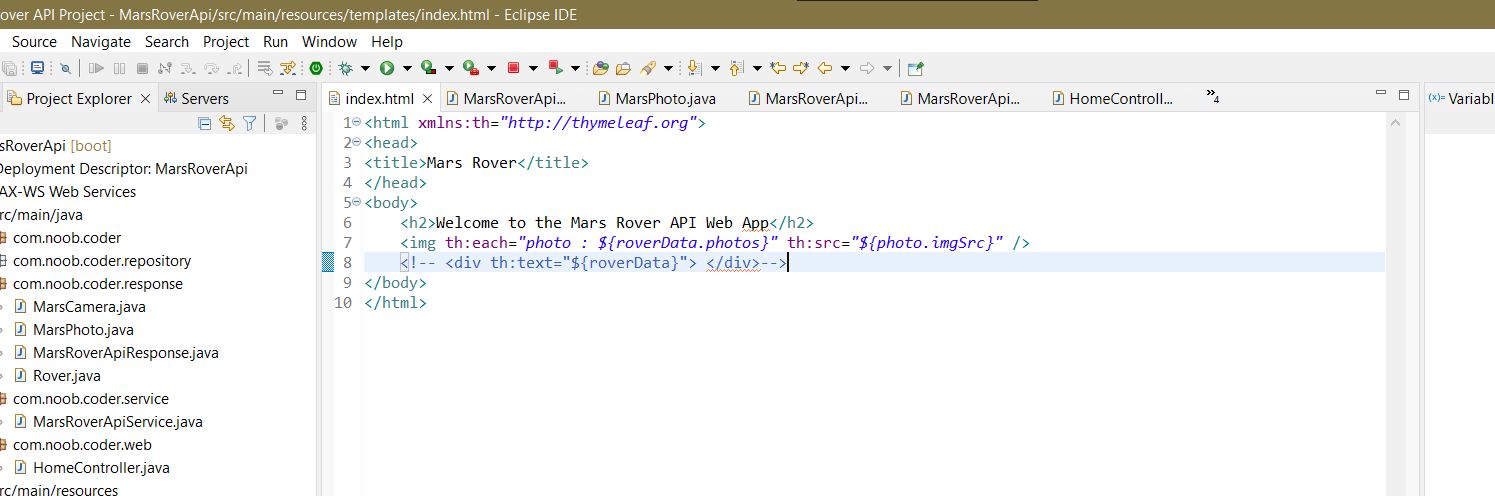 over API Project - MarsRoverApi/src/main/resources/templates/index.html - Eclipse IDE
Source Navigate Search Project Run Window Help
Project Explorer Servers
index.html MarsRoverApi... MarsPhoto.java MarsRoverApi... MarsRoverApi... HomeControll... »4
(x)= Variabl
sRoverApi [boot]
Deployment Descriptor: MarsRoverApi
AX-WS Web Services
rc/main/java
com.noob.coder
com.noob.coder.repository
com.noob.coder.response
MarsCamera.java
MarsPhoto.java
MarsRoverApiResponse.java
Rover.java
com.noob.coder.service
MarsRoverApiService.java
com.noob.coder.web
HomeController.java
rc/main/resources
1 <html xmlns:th="http://thymeleaf.org">
2 <head>
3 <title>Mars Rover</title>
4 </head>
5 <body>
6 <h2>Welcome to the Mars Rover API Web App</h2>
7 <img th:each="photo : ${roverData.photos}" th:src="${photo.imgSrc}" />
8 <!-- <div th:text="${roverData}"> </div>-->
9 </body>
10 </html>